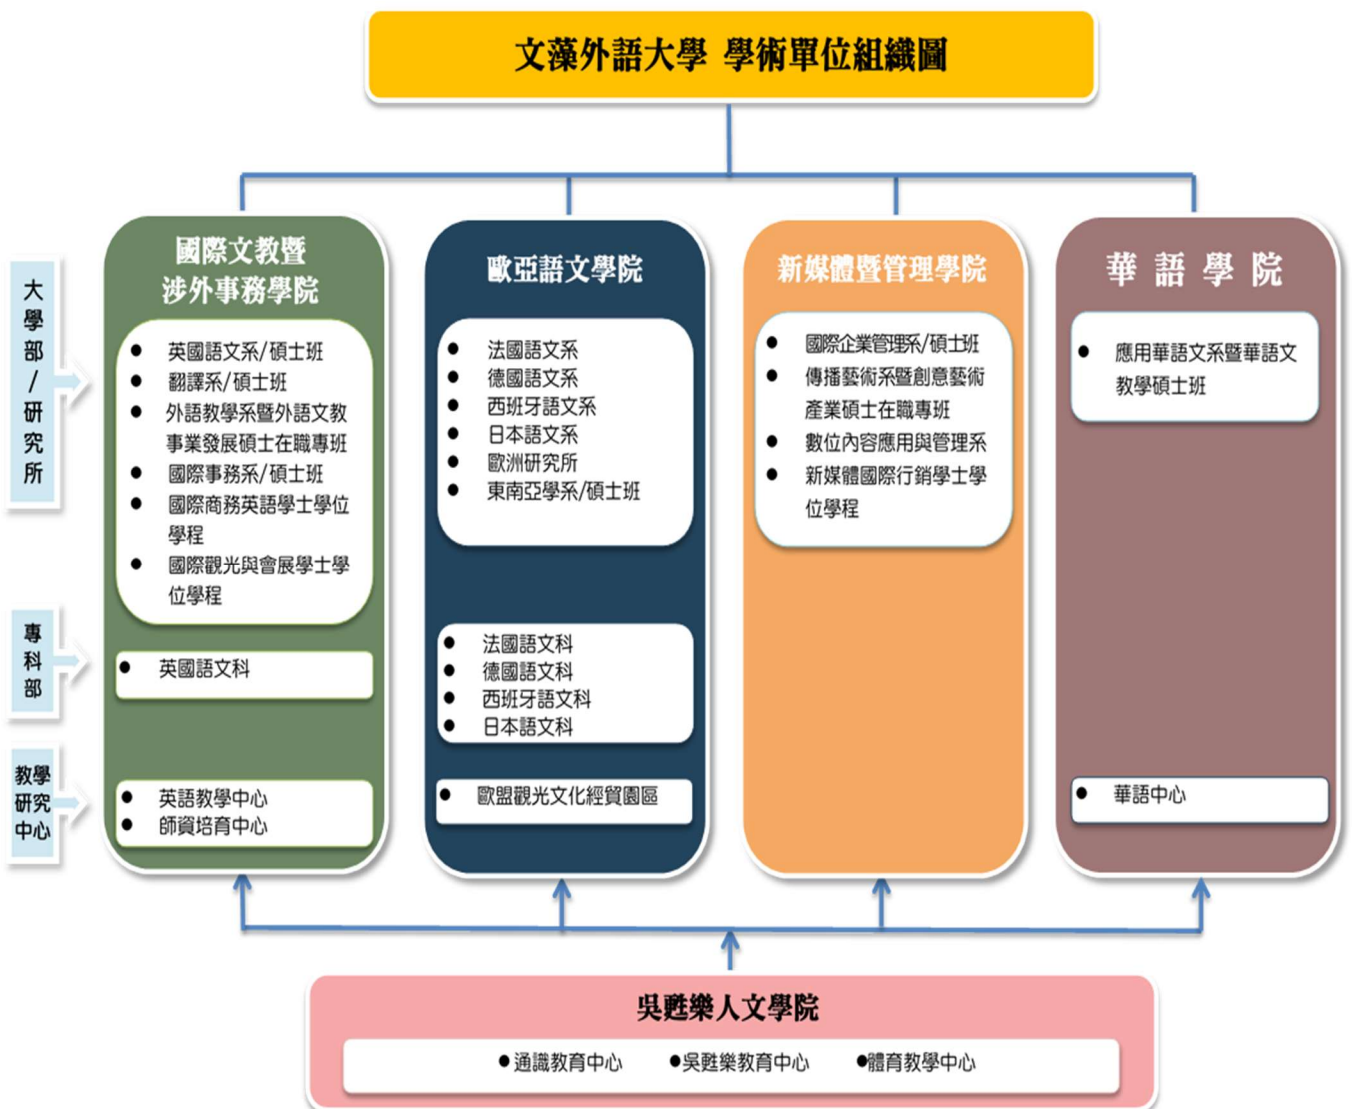 文藻外語大學 學術單位組織圖
大學部/研究所
專科部
教學
研究
中心
國際文教暨
涉外事務學院
● 英國語文系/碩士班
● 翻譯系/碩士班
● 外語教學系暨外語文教
事業發展碩士在職專班
● 國際事務系/碩士班
● 國際商務英語學士學位
學程
● 國際觀光與會展學士學
位學程
● 英國語文科
● 英語教學中心
● 師資培育中心
歐亞語文學院
● 法國語文系
● 德國語文系
● 西班牙語文系
● 日本語文系
● 歐洲研究所
● 東南亞學系/碩士班
● 法國語文科
● 德國語文科
● 西班牙語文科
● 日本語文科
● 歐盟觀光文化經貿園區
新媒體暨管理學院
● 國際企業管理系/碩士班
● 傳播藝術系暨創意藝術
產業碩士在職專班
● 數位內容應用與管理系
● 新媒體國際行銷學士學
位學程
華語學院
● 應用華語文系暨華語文
教學碩士班
● 華語中心
吳甦樂人文學院
●通識教育中心 ●吳甦樂教育中心 ●體育教學中心